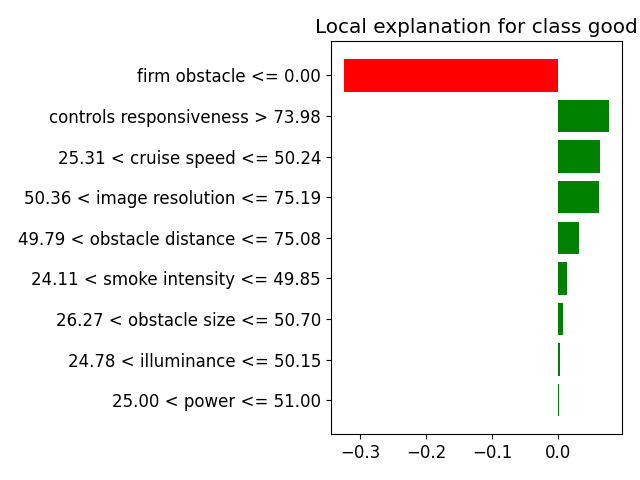 Local explanation for class good
firm obstacle <= 0.00
controls responsiveness > 73.98
25.31 < cruise speed <= 50.24
50.36 < image resolution <= 75.19
49.79 < obstacle distance <= 75.08
24.11 < smoke intensity <= 49.85
26.27 < obstacle size <= 50.70
24.78 < illuminance <= 50.15
25.00 < power <= 51.00
−0.3 −0.2 −0.1 0.0